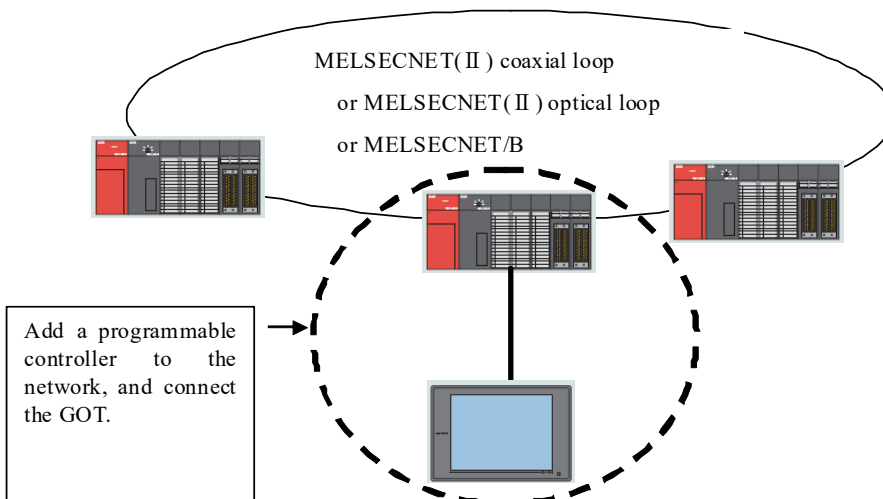 MELSECNET(Ⅱ) coaxial loop
or MELSECNET(Ⅱ) optical loop
or MELSECNET/B
Add a programmable
controller to the
network, and connect
the GOT.